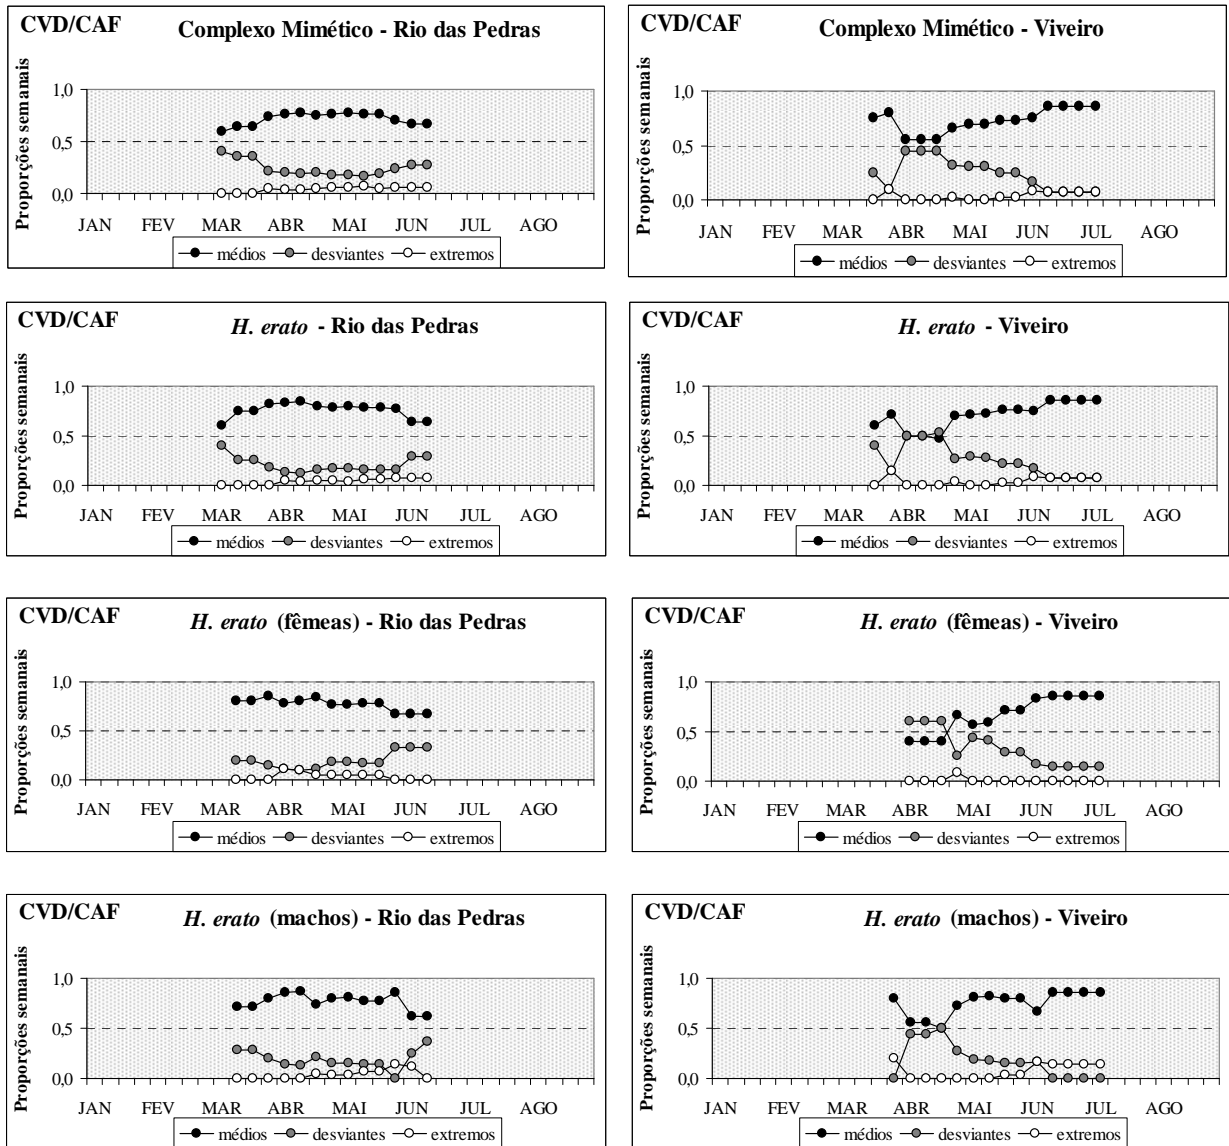 CVD/CAF Complexo Mimético - Rio das Pedras
Proporções semanais
1,0
0,5
0,0
JAN FEV MAR ABR MAI JUN JUL AGO
médios desviantes extremos
CVD/CAF Complexo Mimético - Viveiro
Proporções semanais
1,0
0,5
0,0
JAN FEV MAR ABR MAI JUN JUL AGO
médios desviantes extremos
CVD/CAF H. erato - Rio das Pedras
Proporções semanais
1,0
0,5
0,0
JAN FEV MAR ABR MAI JUN JUL AGO
médios desviantes extremos
CVD/CAF H. erato - Viveiro
Proporções semanais
1,0
0,5
0,0
JAN FEV MAR ABR MAI JUN JUL AGO
médios desviantes extremos
CVD/CAF H. erato (fêmeas) - Rio das Pedras
Proporções semanais
1,0
0,5
0,0
JAN FEV MAR ABR MAI JUN JUL AGO
médios desviantes extremos
CVD/CAF H. erato (fêmeas) - Viveiro
Proporções semanais
1,0
0,5
0,0
JAN FEV MAR ABR MAI JUN JUL AGO
médios desviantes extremos
CVD/CAF H. erato (machos) - Rio das Pedras
Proporções semanais
1,0
0,5
0,0
JAN FEV MAR ABR MAI JUN JUL AGO
médios desviantes extremos
CVD/CAF H. erato (machos) - Viveiro
Proporções semanais
1,0
0,5
0,0
JAN FEV MAR ABR MAI JUN JUL AGO
médios desviantes extremos